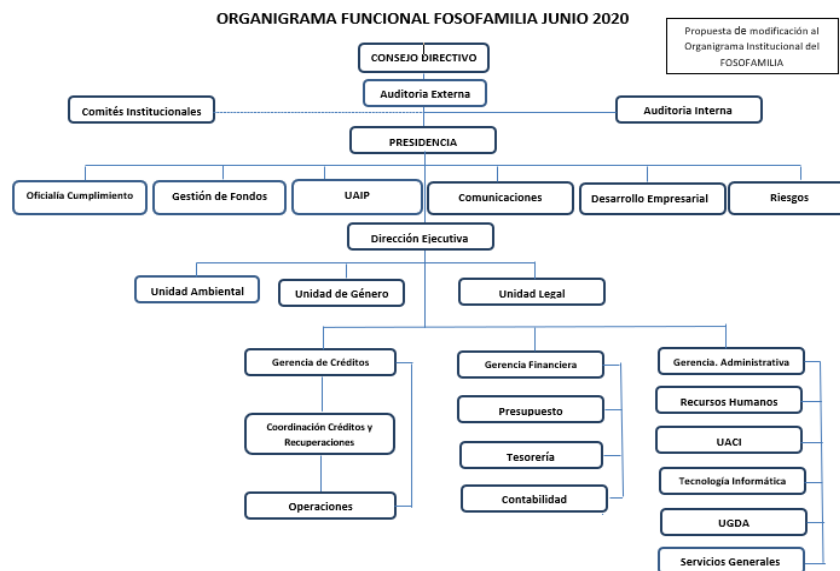 ORGANIGRAMA FUNCIONAL FOSOFAMILIA JUNIO 2020
Propuesta de modificación al
Organigrama Institucional del
FOSOFAMILIA
CONSEJO DIRECTIVO
Auditoria Externa
Comités Institucionales
Auditoria Interna
PRESIDENCIA
Oficialía Cumplimiento
Gestión de Fondos
UAIP
Comunicaciones
Desarrollo Empresarial
Riesgos
Dirección Ejecutiva
Unidad Ambiental
Unidad de Género
Unidad Legal
Gerencia de Créditos
Coordinación Créditos y
Recuperaciones
Operaciones
Gerencia Financiera
Presupuesto
Tesorería
Contabilidad
Gerencia. Administrativa
Recursos Humanos
UACI
Tecnología Informática
UGDA
Servicios Generales